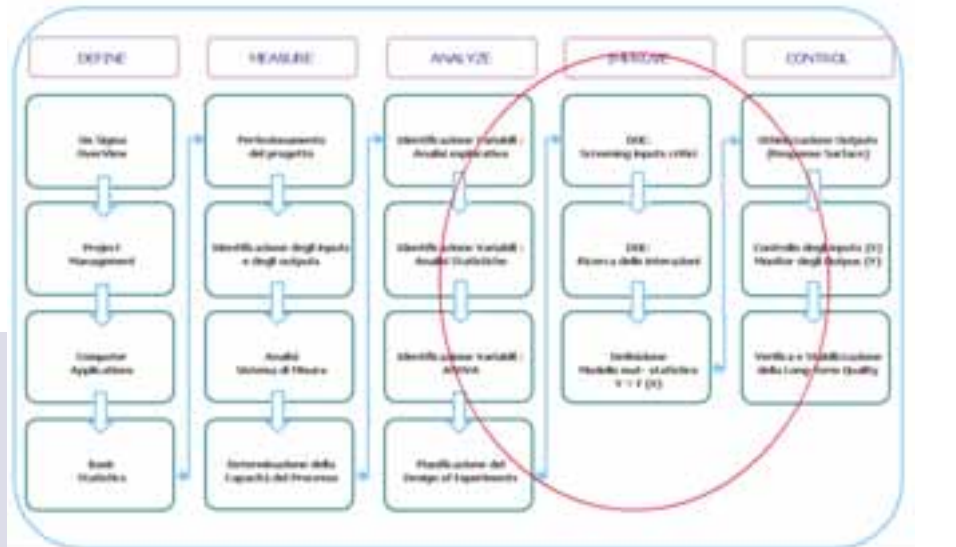 DEFINE
MEASURE
ANALYZE
IMPROVE
CONTROL
Six Sigma
OverView
Project
Management
Computer
Applications
Basic
Statistics
Perfezionamento
del progetto
Identificazione degli inputs
e degli outputs
Analisi
Sistema di Misura
Determinazione della
Capacità del Processo
Identificazione Variabili :
Analisi esplorativa
Identificazione Variabili :
Analisi Statistiche
Identificazione Variabili :
ANOVA
Pianificazione del
Design of Experiments
DOE:
Screening Inputs critici
DOE:
Ricerca delle interazioni
Definizione
Modello mat- statistico
Y = F (X)
Ottimizzazione Outputs
(Response Surface)
Controllo degli inputs (X)
Monitor degli Outpus (Y)
Verifica e Stabilizzazione
della Long-Term Quality